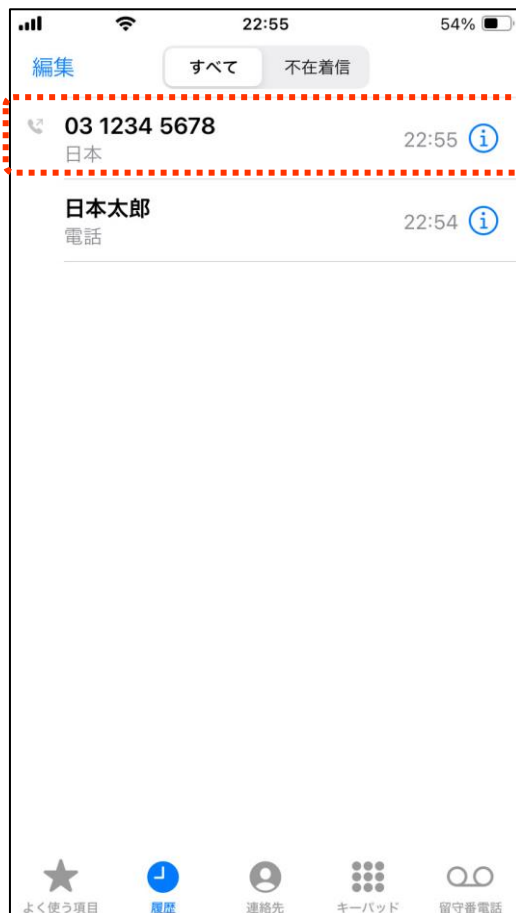 22:55 54%
編集 すべて 不在着信
03 1234 5678
日本
22:55
日本太郎
電話
22:54
よく使う項目 履歴 連絡先 キーパッド 留守番電話